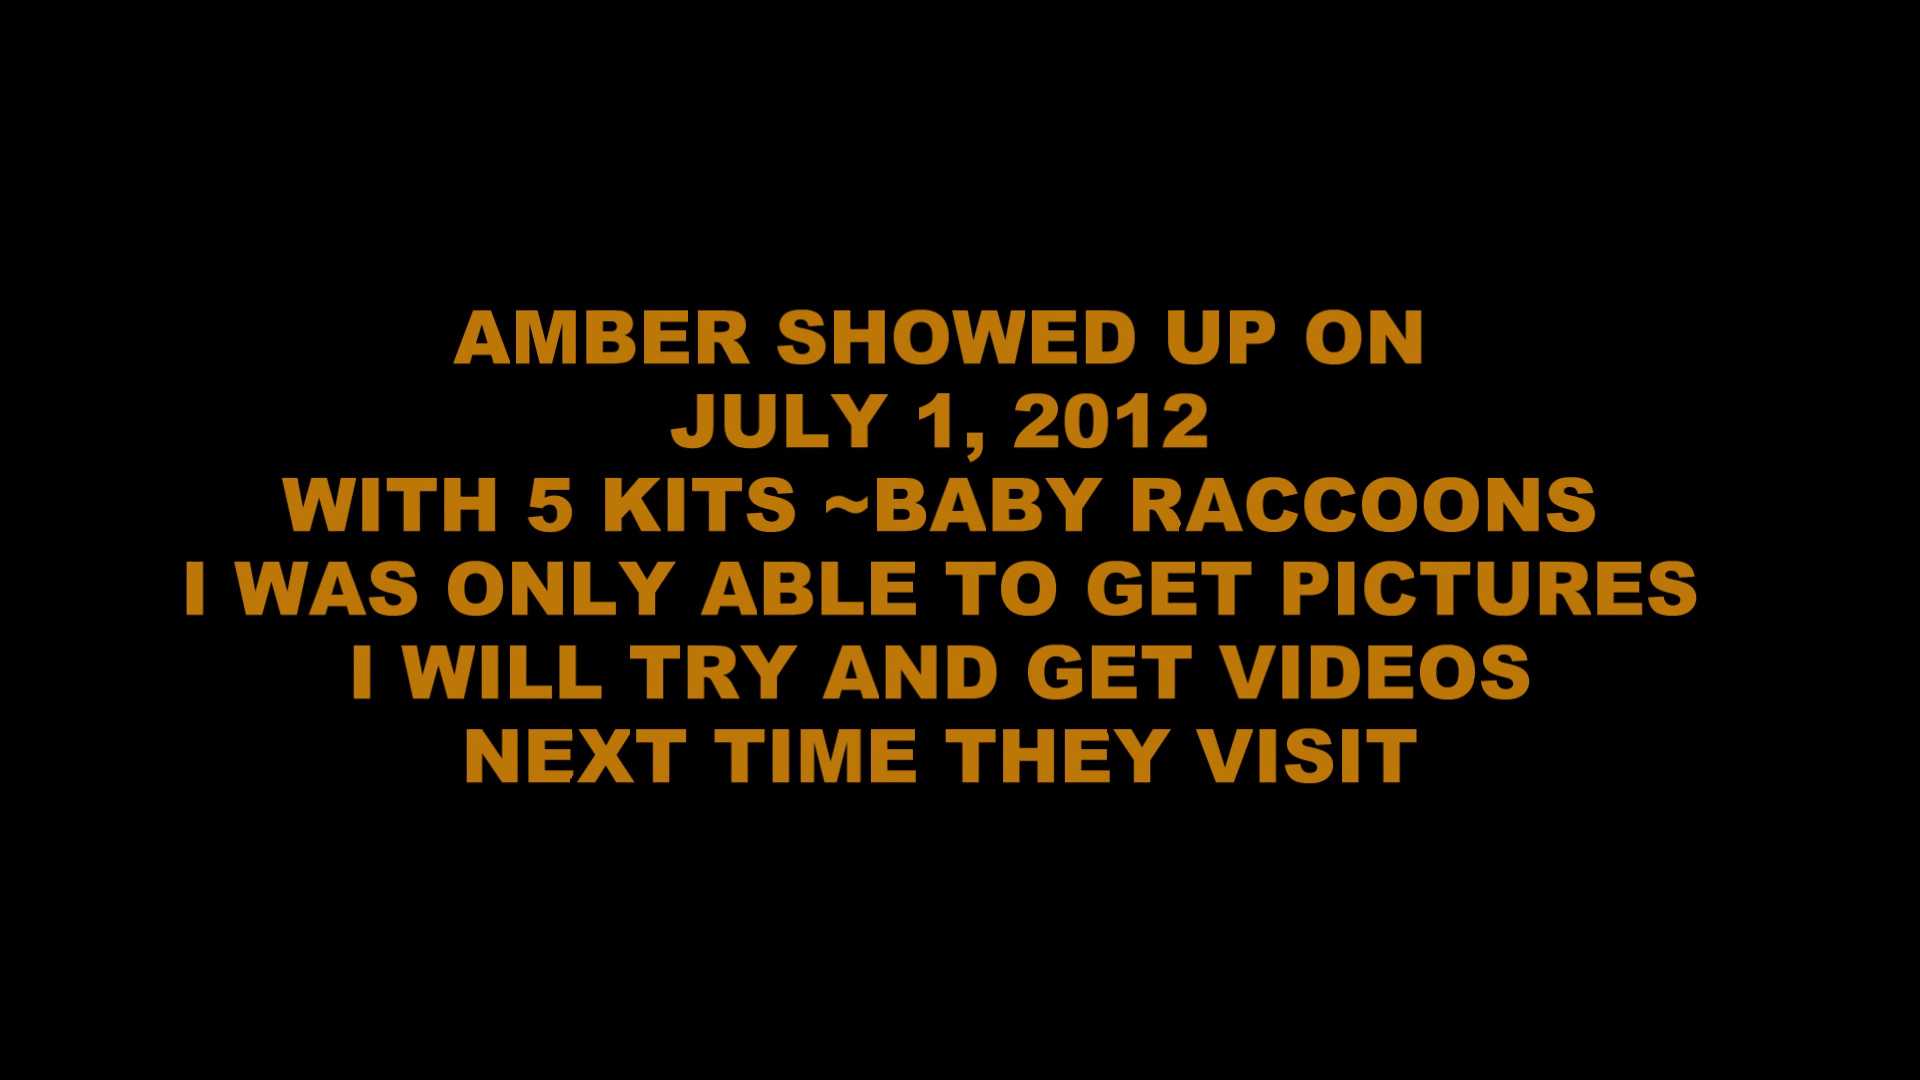 AMBER SHOWED UP ON
JULY 1, 2012
WITH 5 KITS ~BABY RACCOONS
I WAS ONLY ABLE TO GET PICTURES
I WILL TRY AND GET VIDEOS
NEXT TIME THEY VISIT